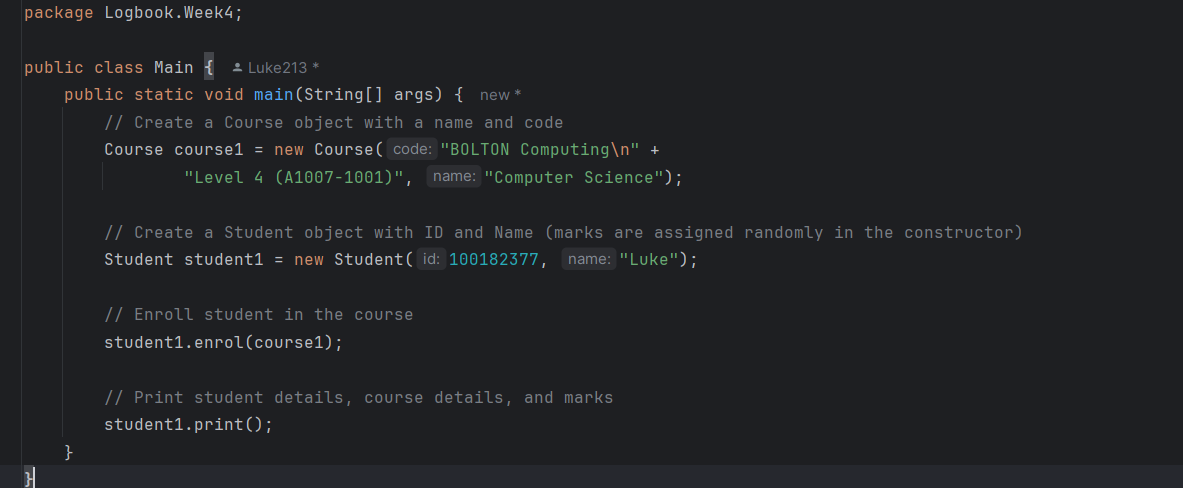 package Logbook.Week4;
public class Main { Luke213 *
public static void main(String[] args) { new *
// Create a Course object with a name and code
Course course1 = new Course( code: "BOLTON Computing\n" +
"Level 4 (A1007-1001)", name: "Computer Science");
// Create a Student object with ID and Name (marks are assigned randomly in the constructor)
Student student1 = new Student( id: 100182377, name: "Luke");
// Enroll student in the course
student1.enrol(course1);
// Print student details, course details, and marks
student1.print();
}
}